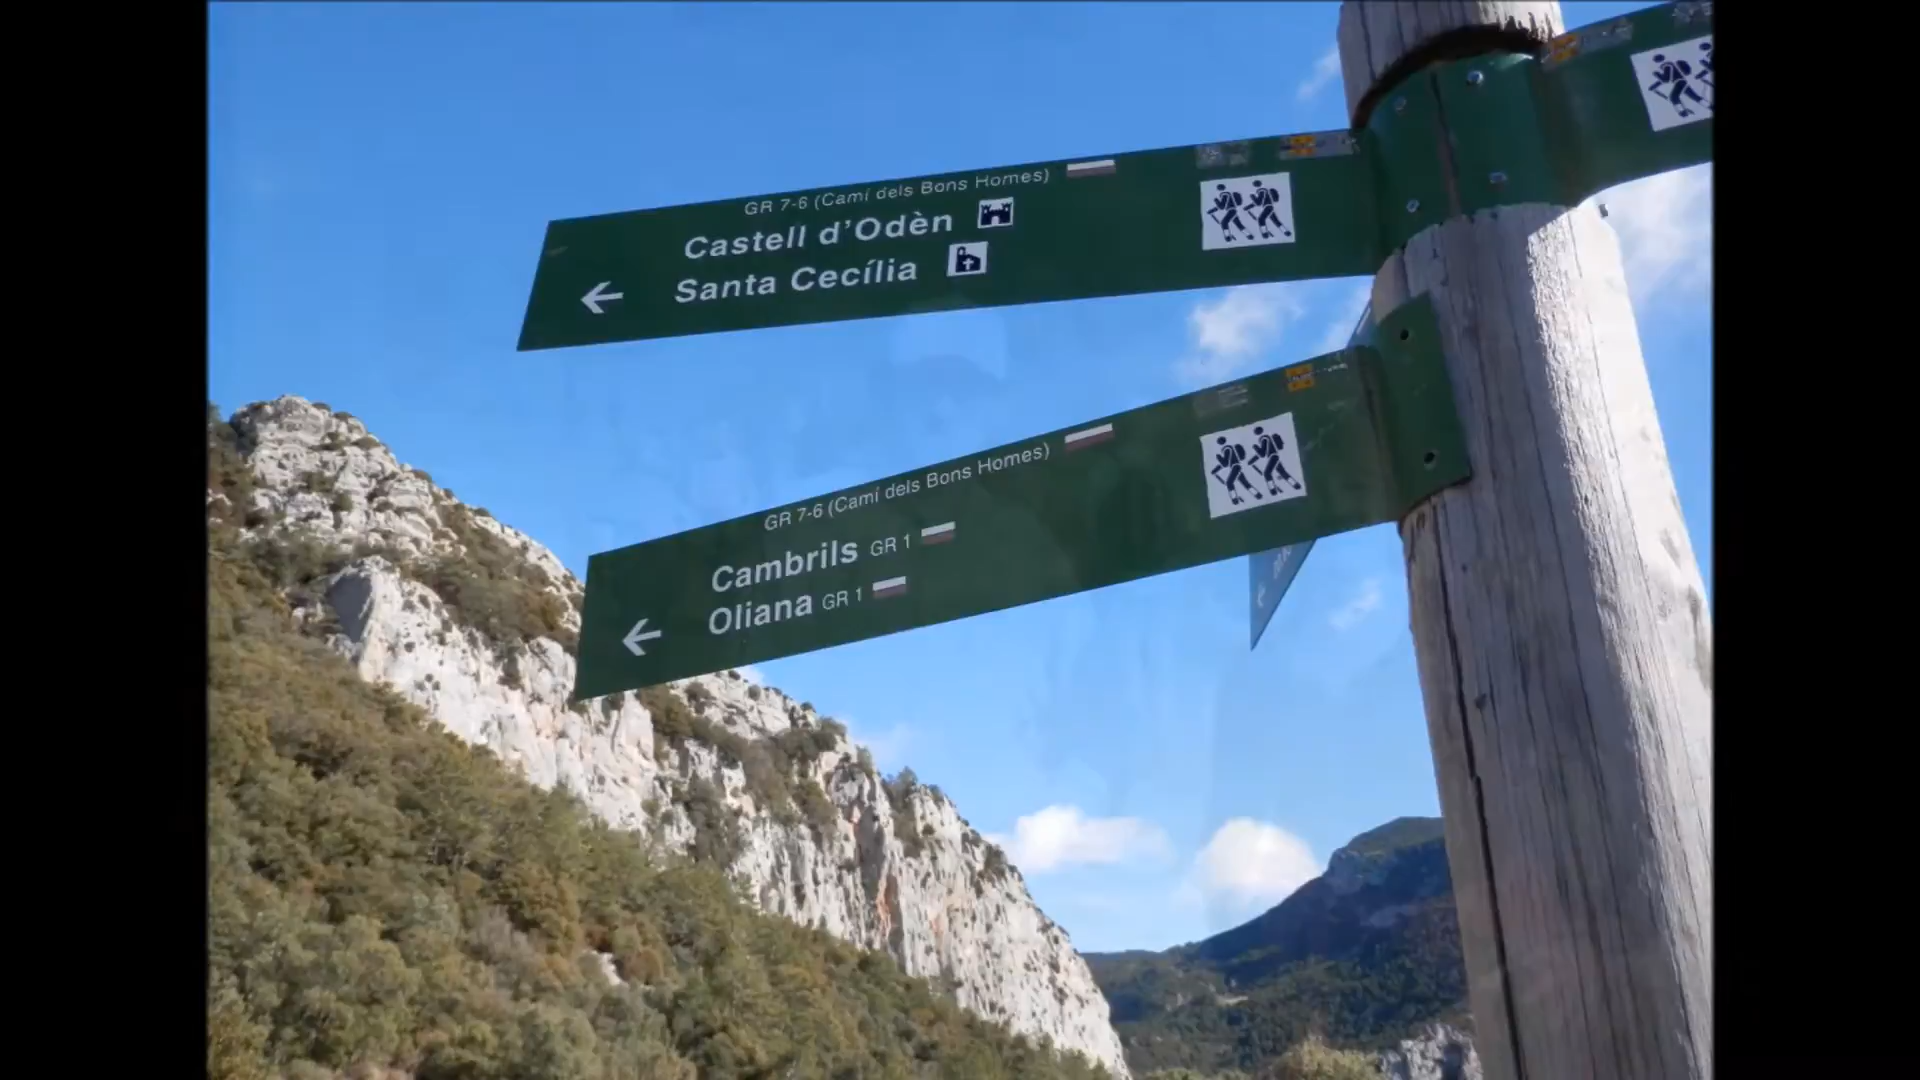 GR 7-6 (Camí dels Bons Homes)
Castell d'Odèn
Santa Cecília
GR 7-6 (Camí dels Bons Homes)
Cambrils GR 1
Oliana GR 1